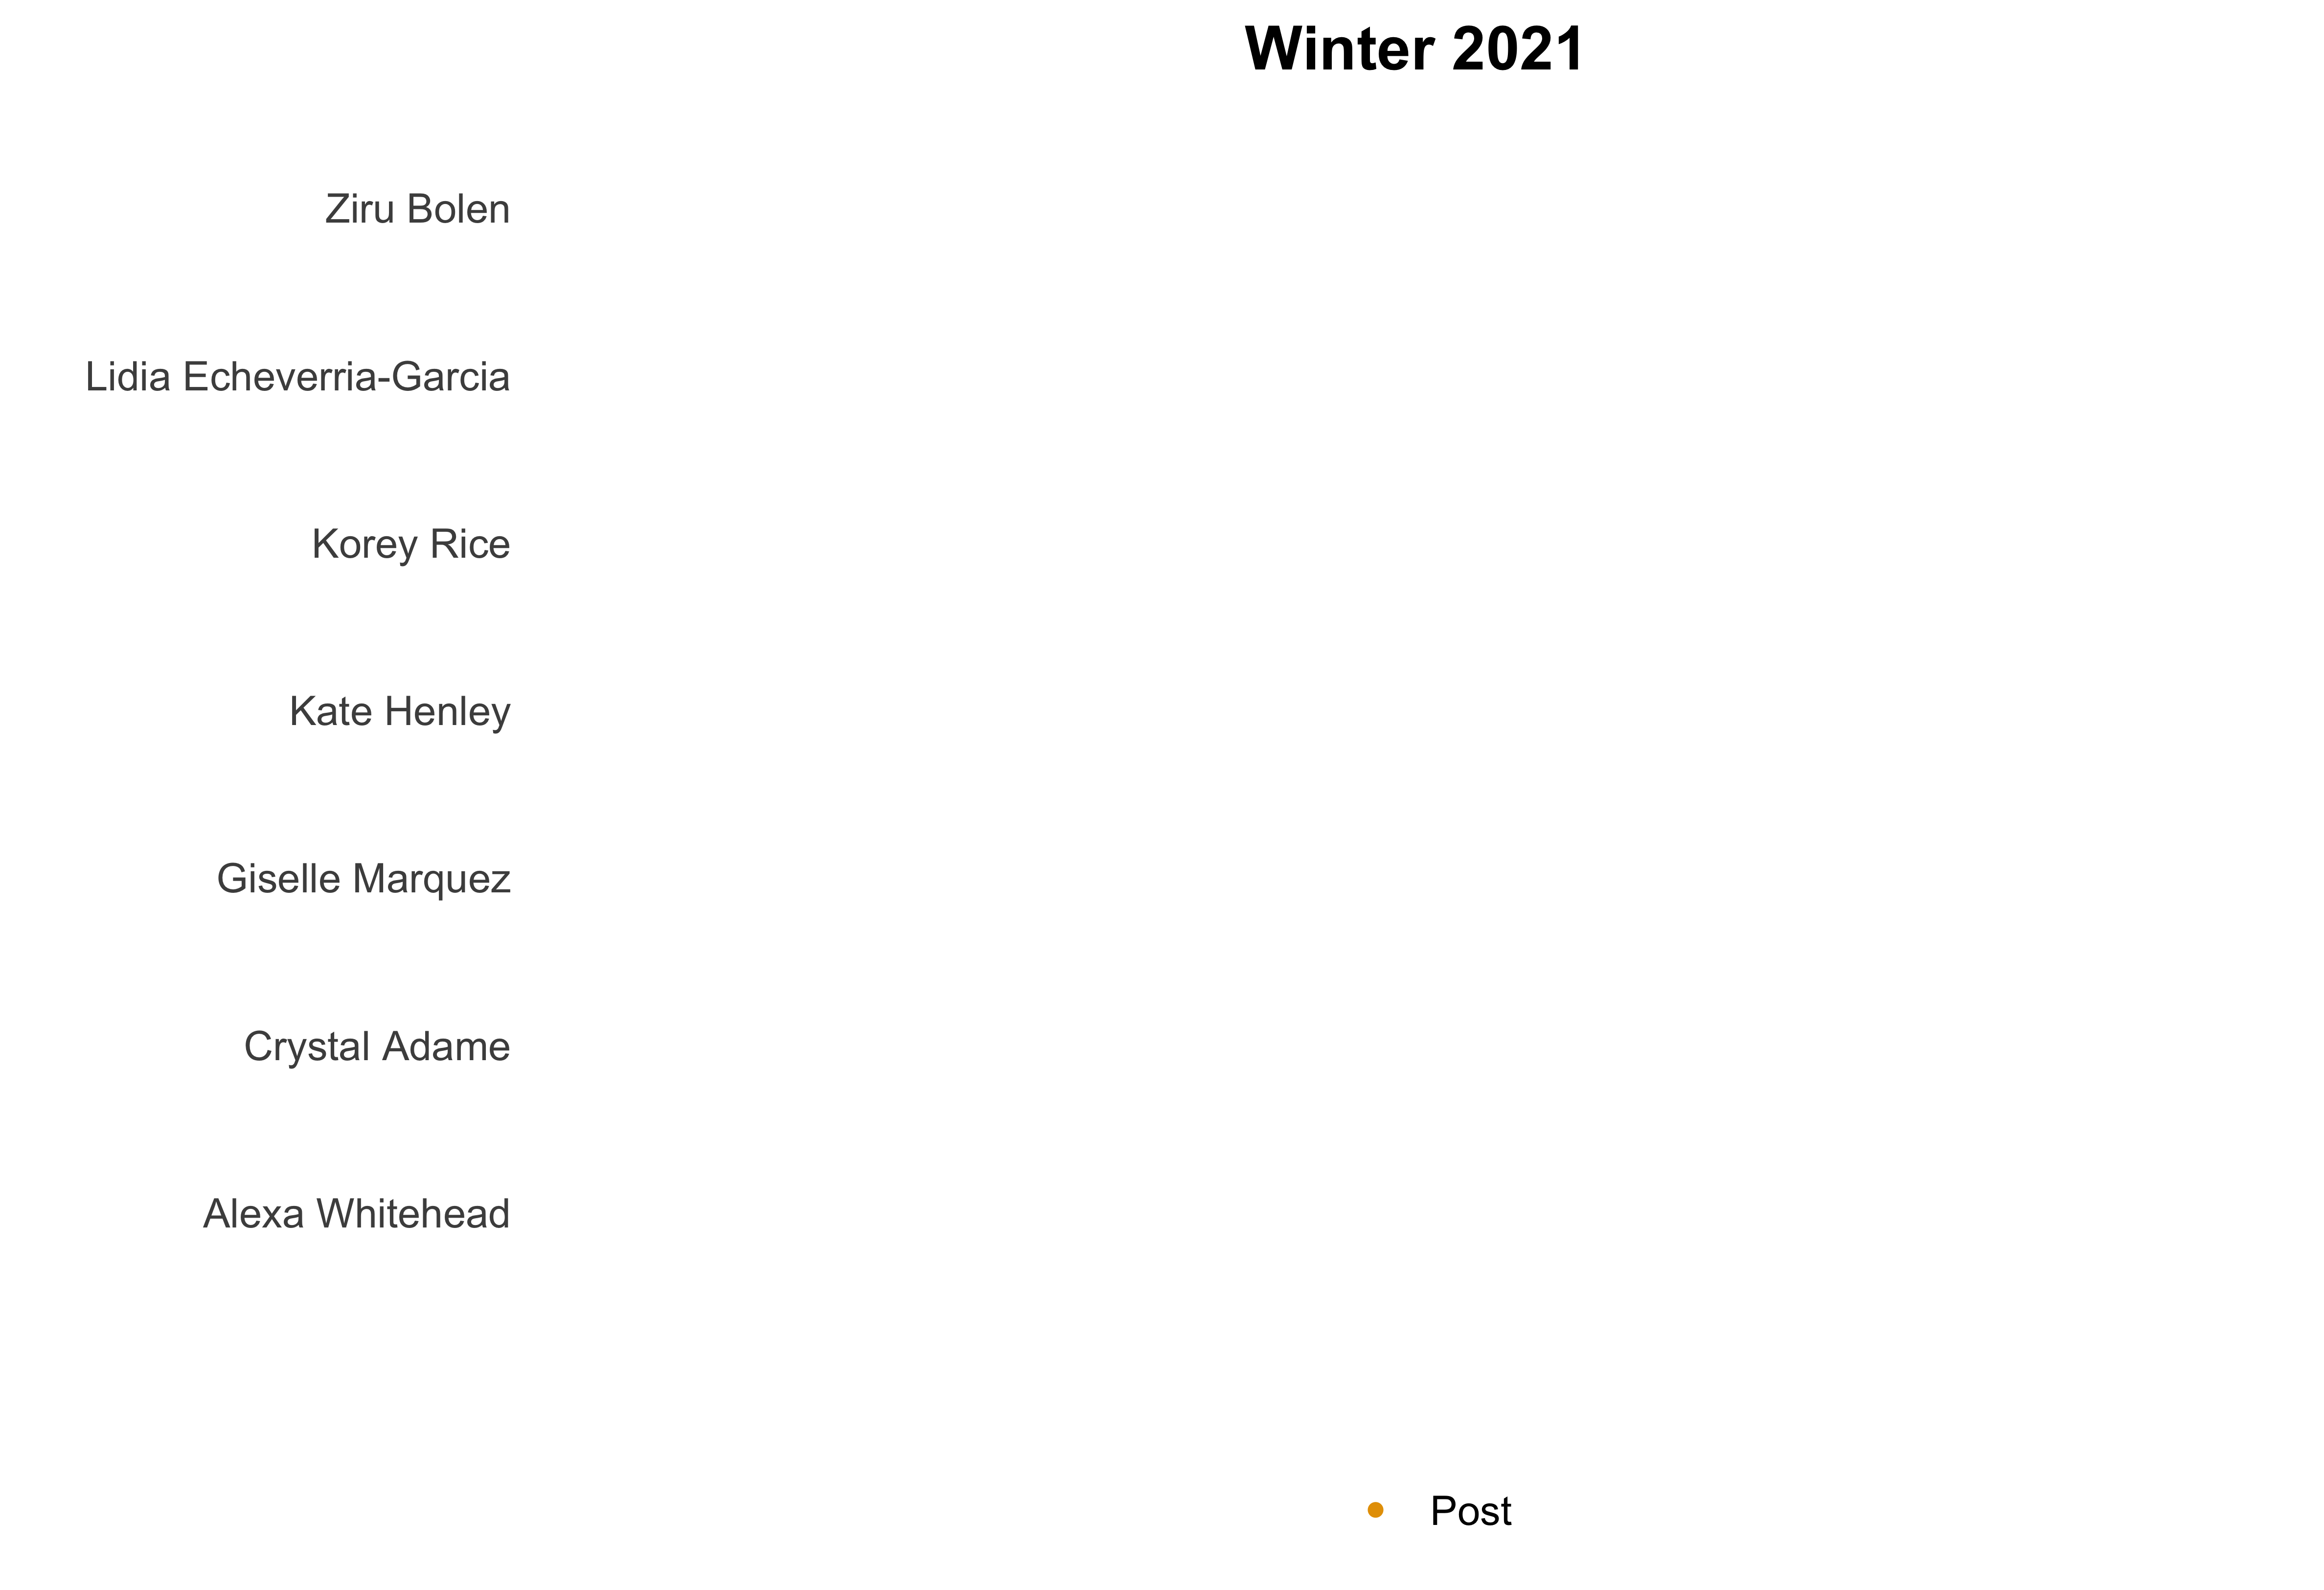 Winter 2021
Ziru Bolen
Lidia Echeverria-Garcia
Korey Rice
Kate Henley
Giselle Marquez
Crystal Adame
Alexa Whitehead
Post